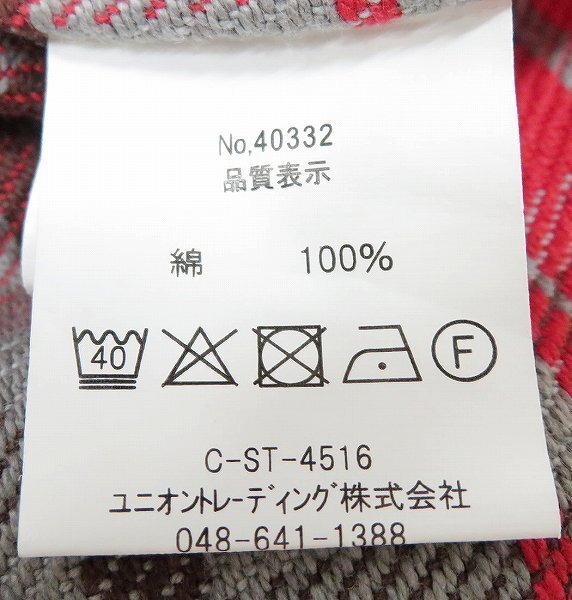 No,40332
品質表示
綿 100%
40 F
C-ST-4516
ユニオントレーディング株式会社
048-641-1388